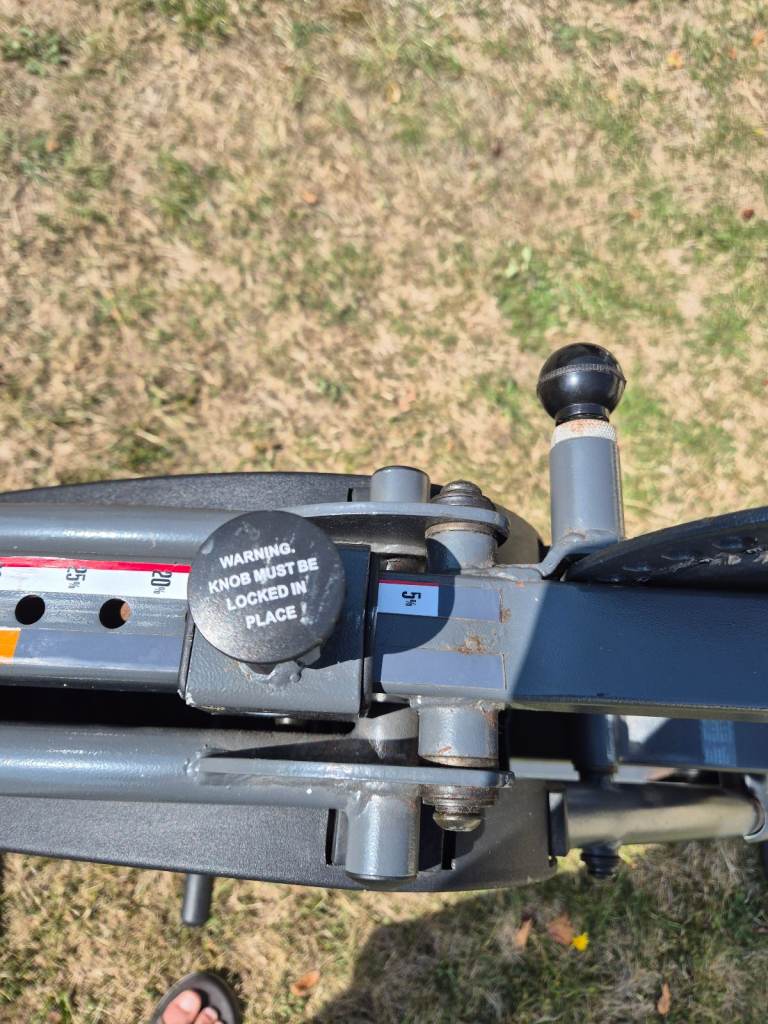 WARNING.
KNOB MUST BE
LOCKED IN
PLACE !
25%
20%
5%